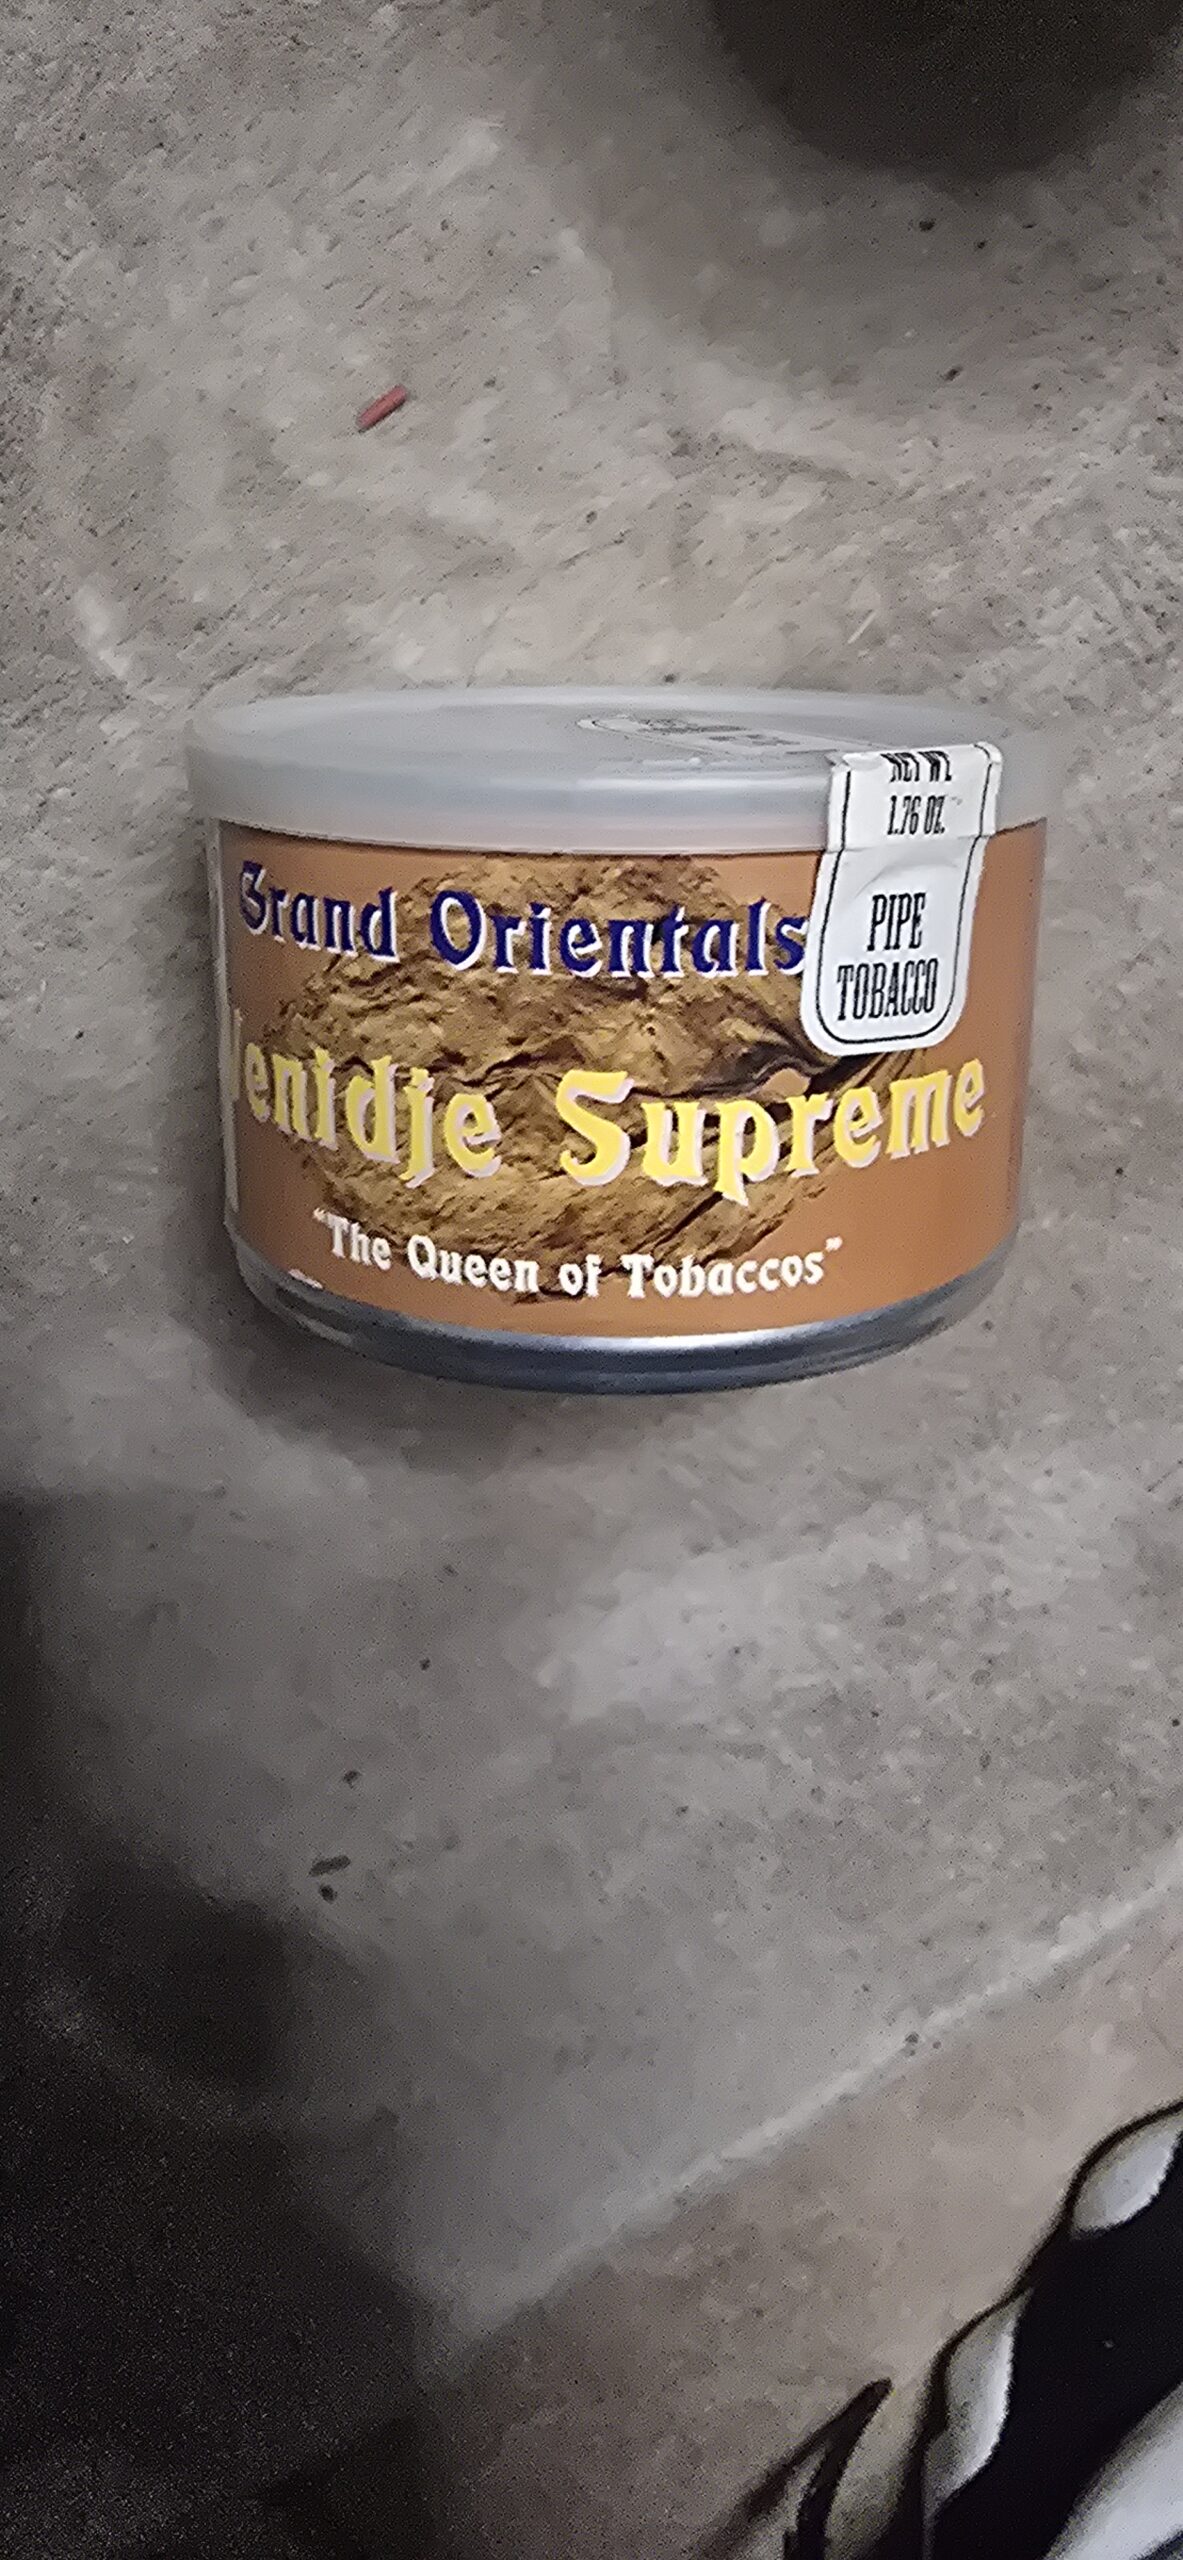 NET WT.
1.76 OZ.
PIPE
TOBACCO
Grand Orientals
Yenidje Supreme
"The Queen of Tobaccos"